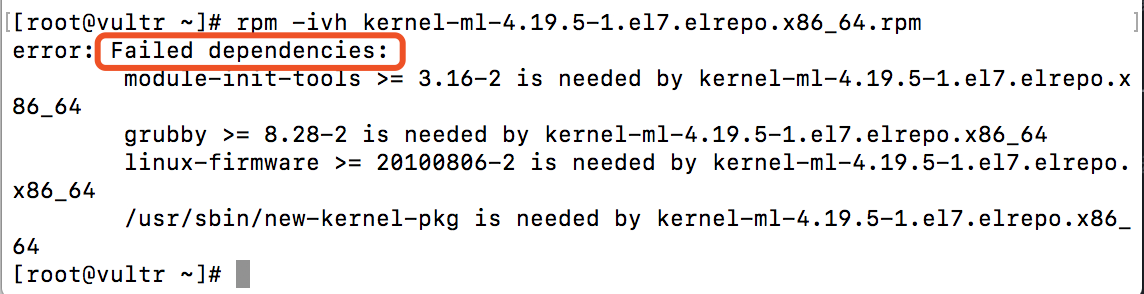 [[root@vultr ~]# rpm -ivh kernel-ml-4.19.5-1.el7.elrepo.x86_64.rpm ]
error: Failed dependencies:
module-init-tools >= 3.16-2 is needed by kernel-ml-4.19.5-1.el7.elrepo.x
86_64
grubby >= 8.28-2 is needed by kernel-ml-4.19.5-1.el7.elrepo.x86_64
linux-firmware >= 20100806-2 is needed by kernel-ml-4.19.5-1.el7.elrepo.
x86_64
/usr/sbin/new-kernel-pkg is needed by kernel-ml-4.19.5-1.el7.elrepo.x86_
64
[root@vultr ~]#